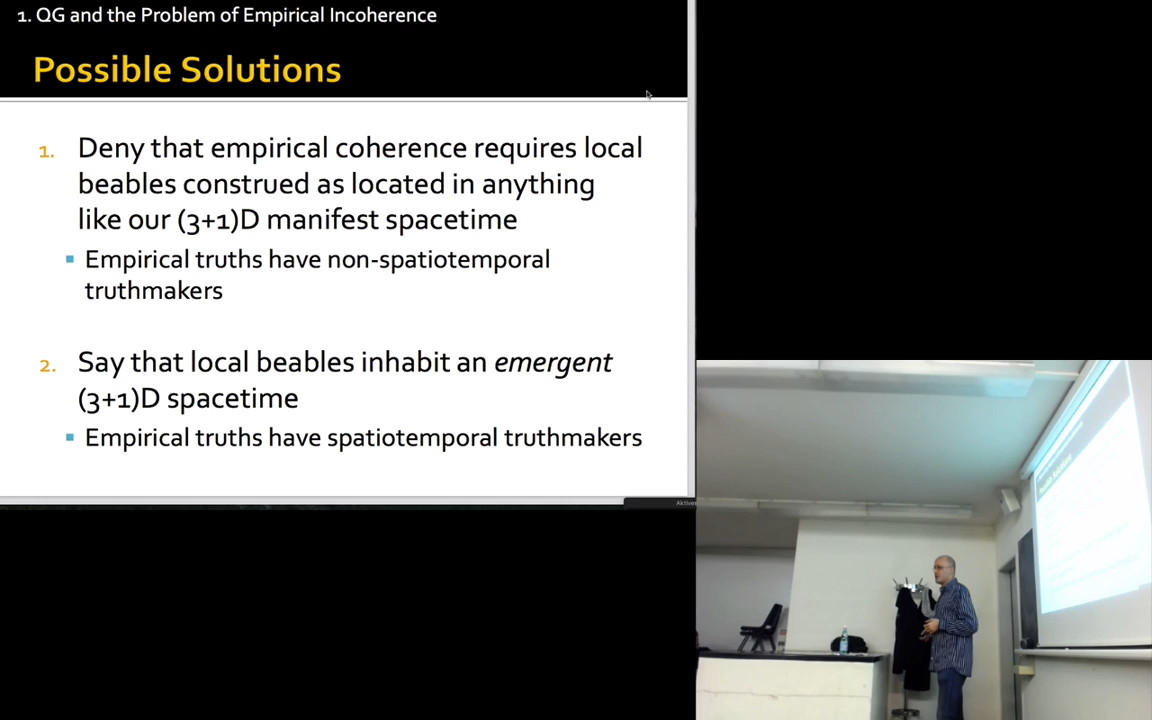 1. QG and the Problem of Empirical Incoherence
Possible Solutions
1. Deny that empirical coherence requires local
beables construed as located in anything
like our (3+1)D manifest spacetime
▪ Empirical truths have non-spatiotemporal
truthmakers
2. Say that local beables inhabit an emergent
(3+1)D spacetime
▪ Empirical truths have spatiotemporal truthmakers